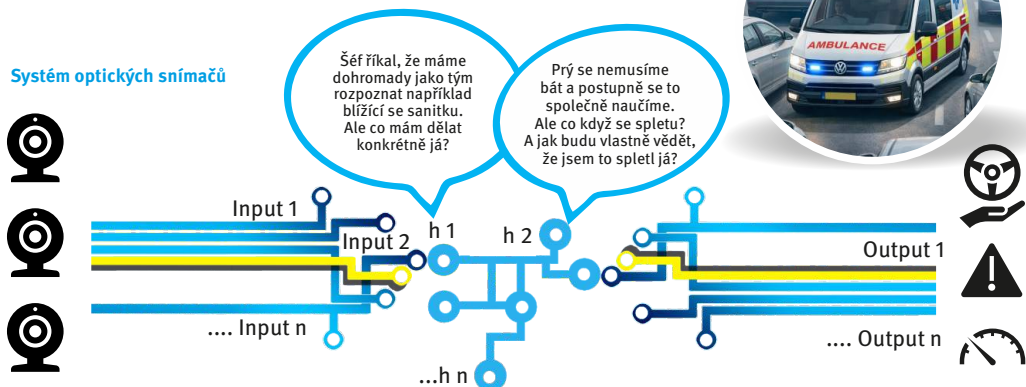 Systém optických snímačů
Šéf říkal, že máme
dohromady jako tým
rozpoznat například
blížící se sanitku.
Ale co mám dělat
konkrétně já?
Prý se nemusíme
bát a postupně se to
společně naučíme.
Ale co když se spletu?
A jak budu vlastně vědět,
že jsem to spletl já?
AMBULANCE
Input 1
Input 2
.... Input n
h 1
h 2
...h n
Output 1
.... Output n